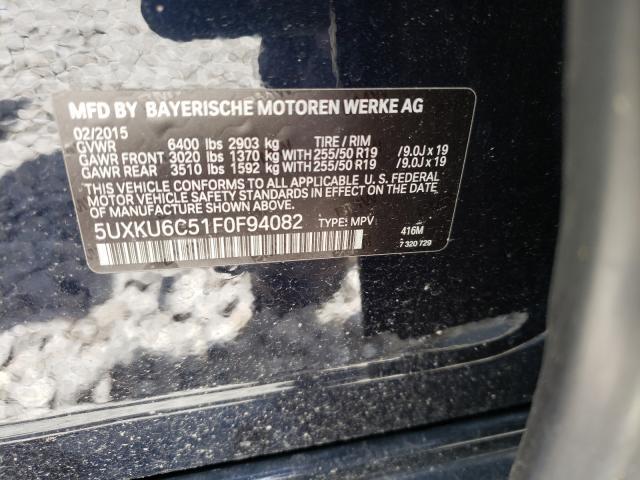 MFD BY BAYERISCHE MOTOREN WERKE AG
02/2015
GVWR 6400 lbs 2903 kg TIRE / RIM
GAWR FRONT 3020 lbs 1370 kg WITH 255/50 R19 /9.0J x 19
GAWR REAR 3510 lbs 1592 kg WITH 255/50 R19 /9.0J x 19
THIS VEHICLE CONFORMS TO ALL APPLICABLE U. S. FEDERAL
MOTOR VEHICLE SAFETY STANDARDS IN EFFECT ON THE
DATE OF MANUFACTURE SHOWN ABOVE.
5UXKU6C51F0F94082 TYPE: MPV 416M
7 320 729